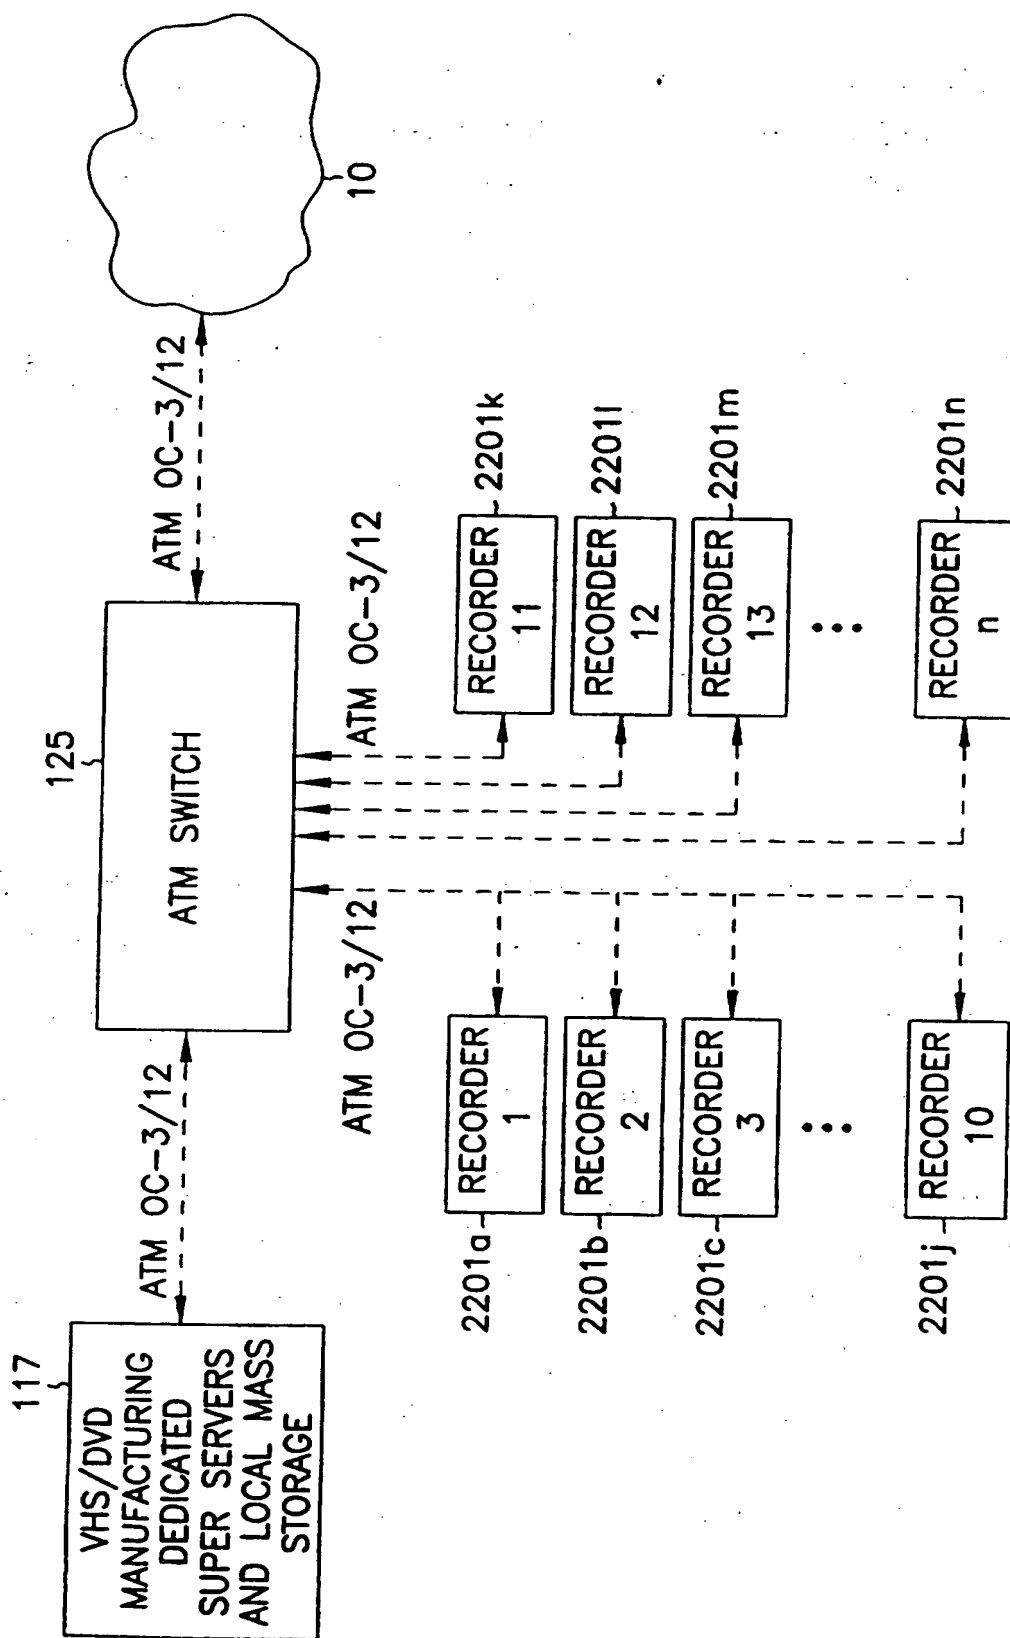 117
VHS/DVD
MANUFACTURING
DEDICATED
SUPER SERVERS
AND LOCAL MASS
STORAGE
ATM OC-3/12
125
ATM SWITCH
ATM OC-3/12
10
ATM OC-3/12
ATM OC-3/12
2201a
RECORDER
1
2201b
RECORDER
2
2201c
RECORDER
3
2201j
RECORDER
10
RECORDER
11
2201k
RECORDER
12
2201l
RECORDER
13
2201m
RECORDER
n
2201n